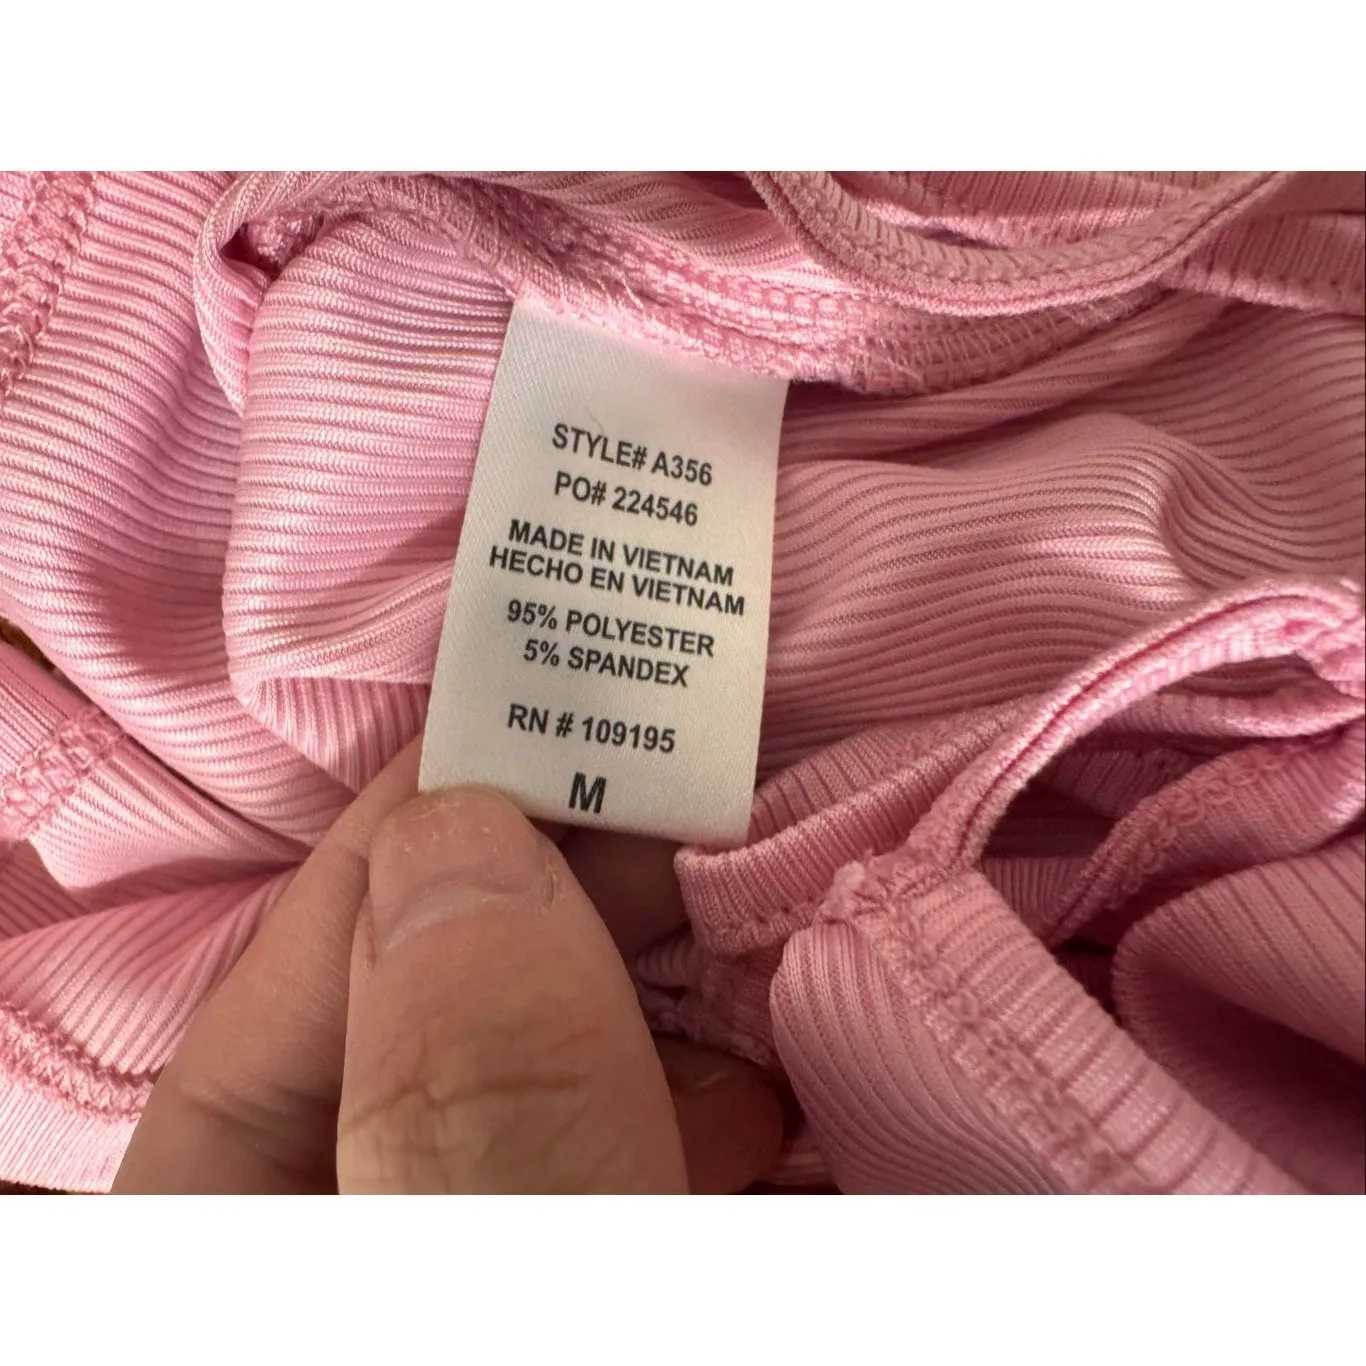 STYLE# A356
PO# 224546
MADE IN VIETNAM
HECHO EN VIETNAM
95% POLYESTER
5% SPANDEX
RN # 109195
M